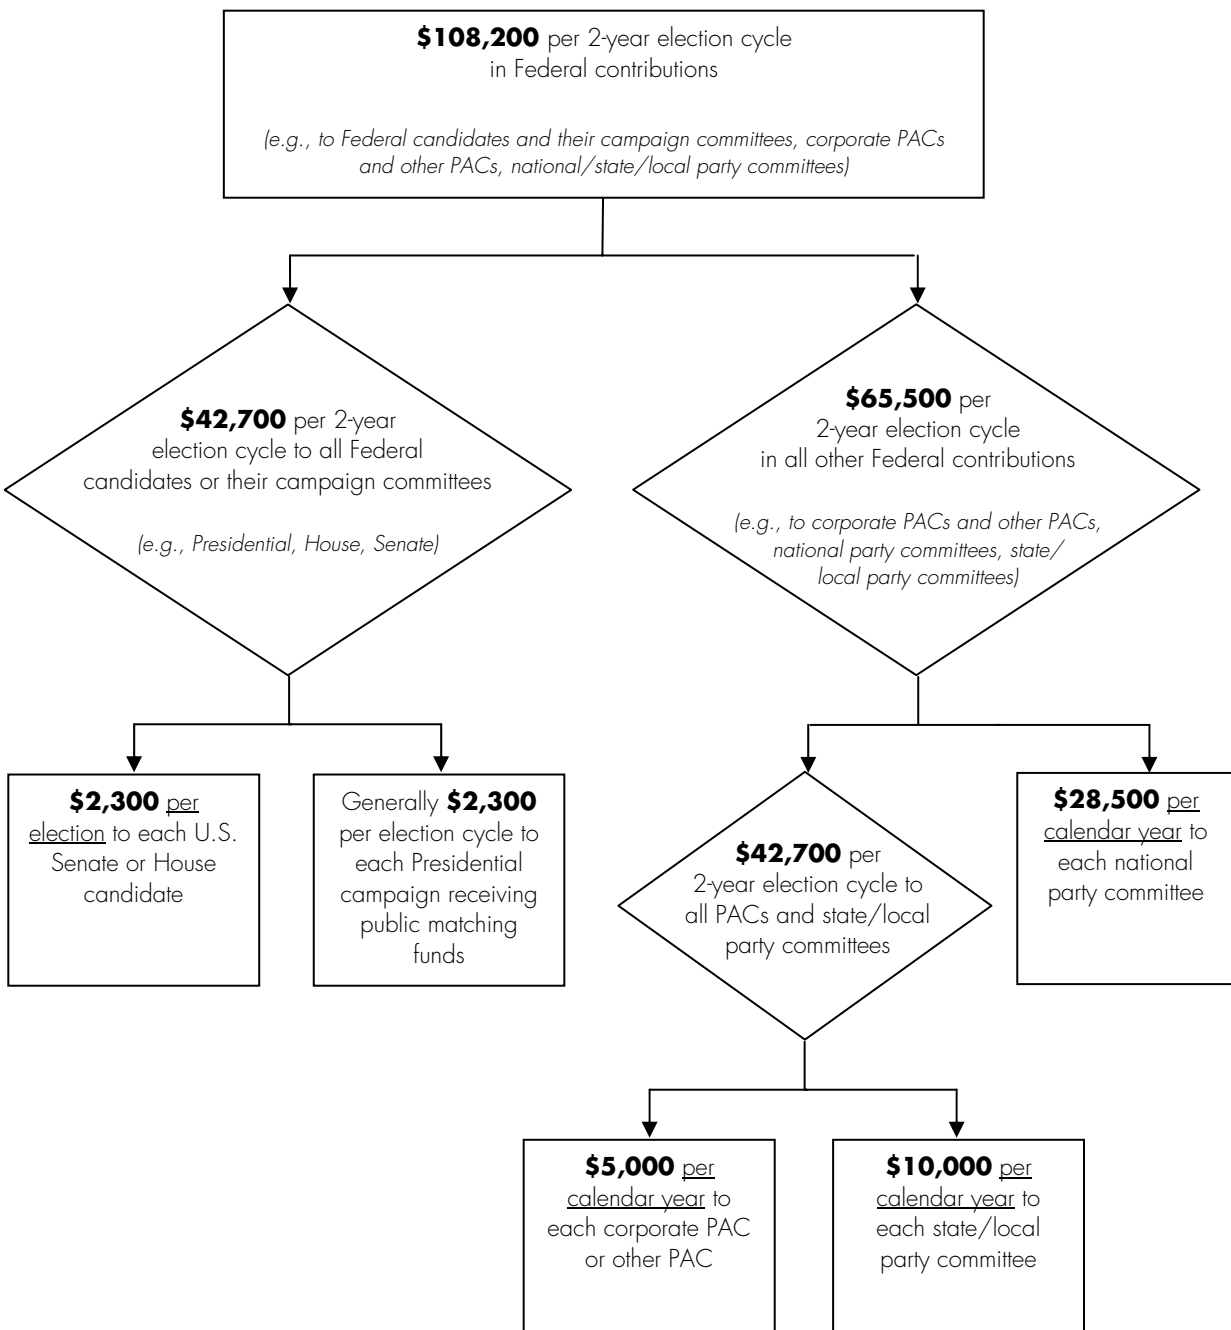 $108,200 per 2-year election cycle
in Federal contributions
(e.g., to Federal candidates and their campaign committees, corporate PACs
and other PACs, national/state/local party committees)
$42,700 per 2-year
election cycle to all Federal
candidates or their campaign committees
(e.g., Presidential, House, Senate)
$65,500 per
2-year election cycle
in all other Federal contributions
(e.g., to corporate PACs and other PACs,
national party committees, state/
local party committees)
$2,300 per
election to each U.S.
Senate or House
candidate
Generally $2,300
per election cycle to
each Presidential
campaign receiving
public matching
funds
$42,700 per
2-year election cycle to
all PACs and state/local
party committees
$28,500 per
calendar year to
each national
party committee
$5,000 per
calendar year to
each corporate PAC
or other PAC
$10,000 per
calendar year to
each state/local
party committee